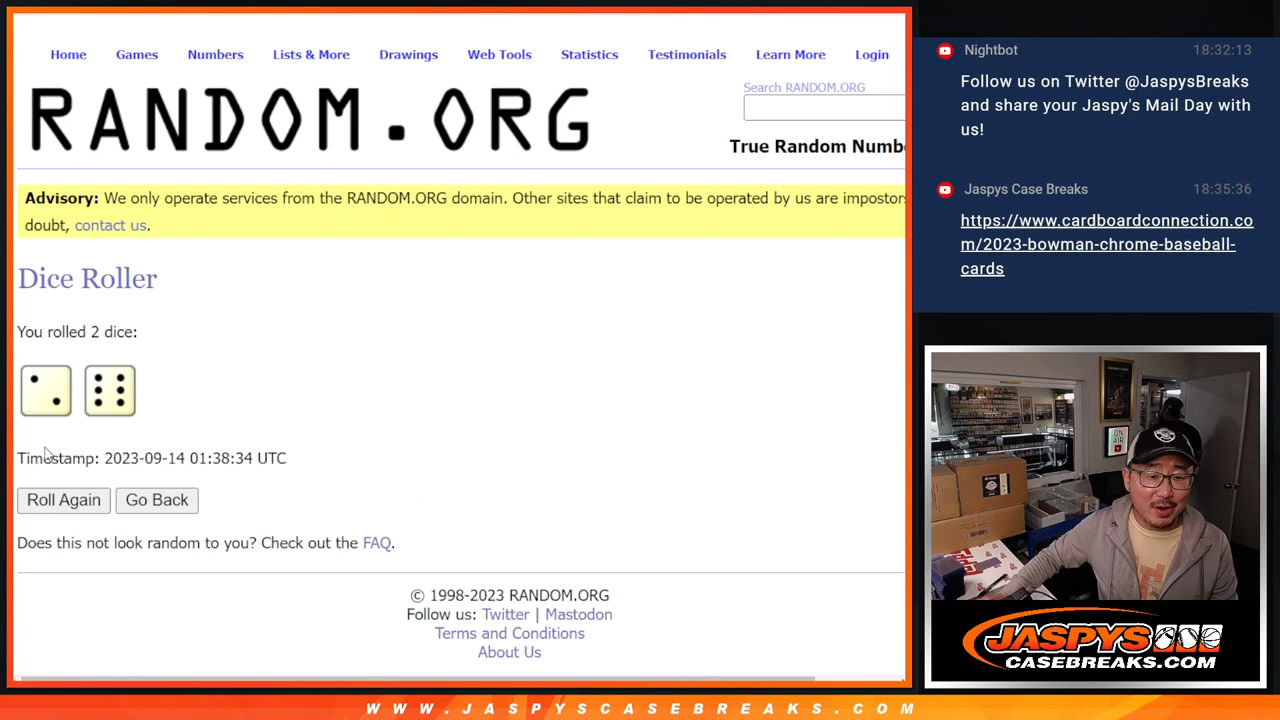 Home Games Numbers Lists & More Drawings Web Tools Statistics Testimonials Learn More Login
RANDOM.ORG
Search RANDOM.ORG
True Random Numb
Advisory: We only operate services from the RANDOM.ORG domain. Other sites that claim to be operated by us are impostors
doubt, contact us.
Dice Roller
You rolled 2 dice:
Timestamp: 2023-09-14 01:38:34 UTC
Roll Again Go Back
Does this not look random to you? Check out the FAQ.
© 1998-2023 RANDOM.ORG
Follow us: Twitter | Mastodon
Terms and Conditions
About Us
Nightbot 18:32:13
Follow us on Twitter @JaspysBreaks
and share your Jaspy's Mail Day with
us!
Jaspys Case Breaks 18:35:36
https://www.cardboardconnection.co
m/2023-bowman-chrome-baseball-
cards
ON
AIR
JASPYS
CASEBREAKS.COM
WWW.JASPYSCASEBREAKS.COM